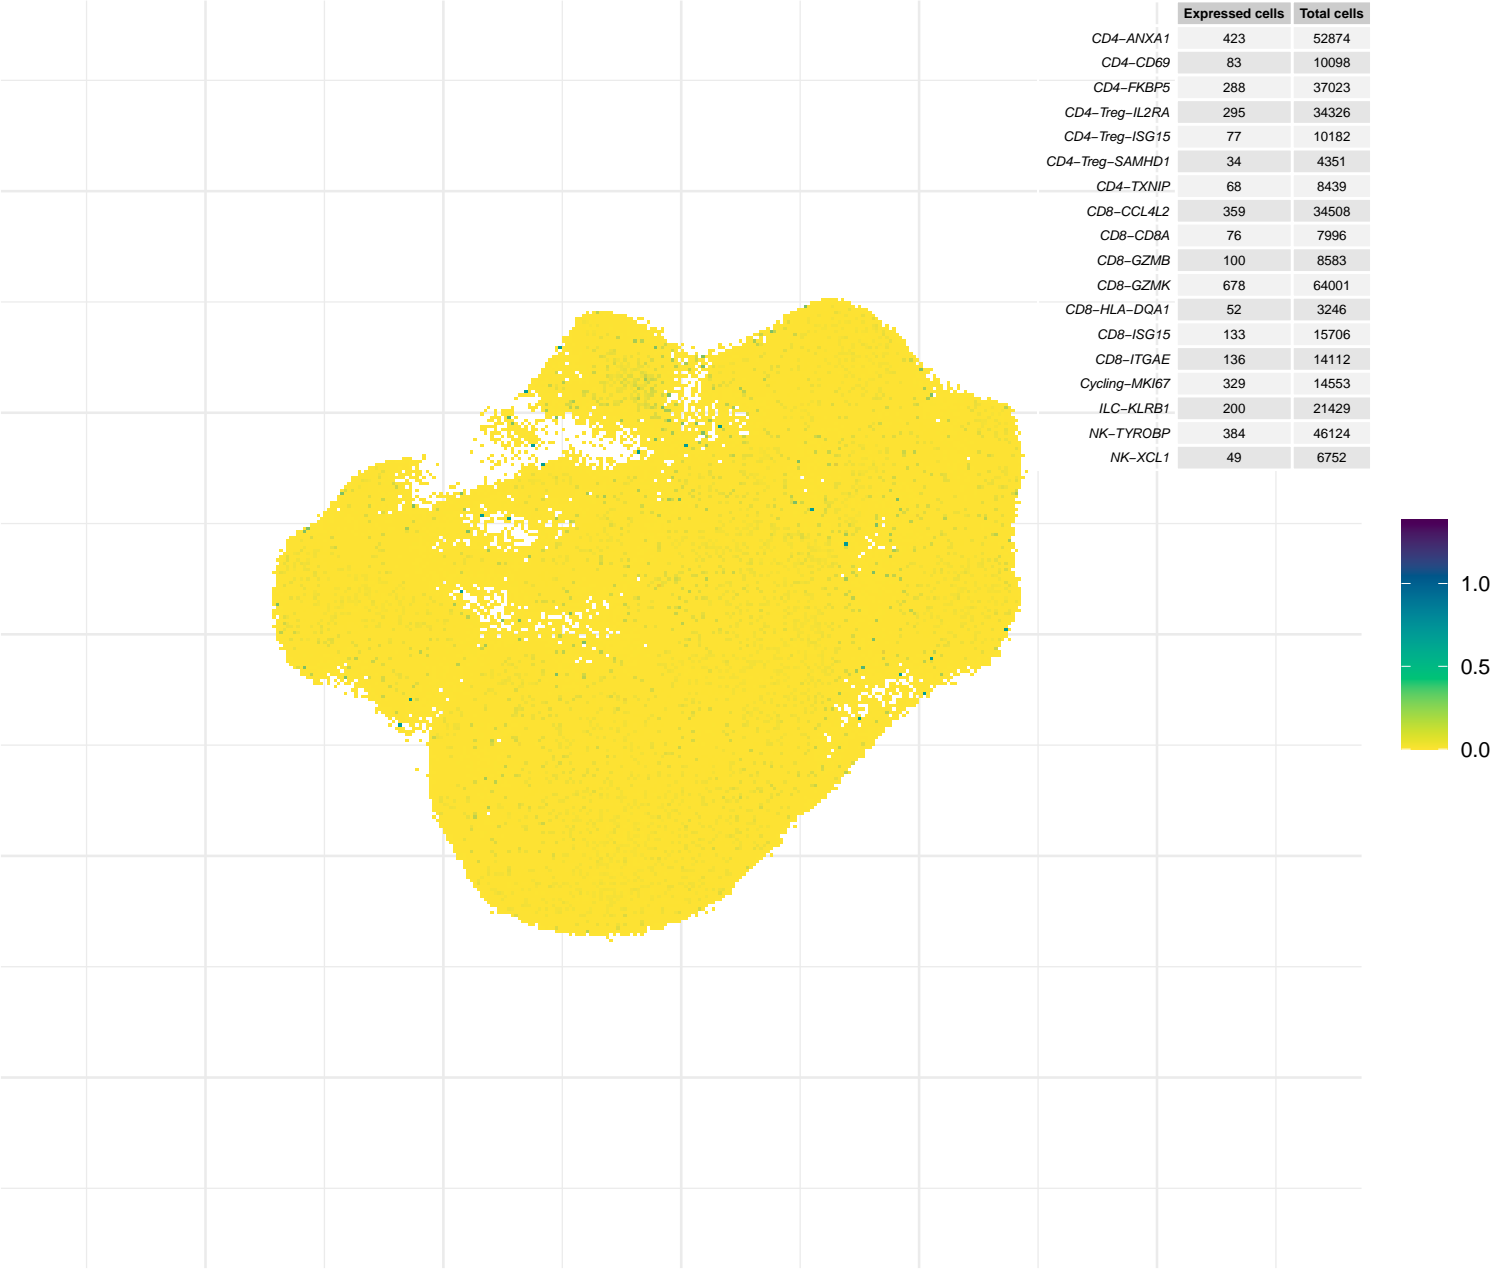 Expressed cells Total cells
CD4−ANXA1 423 52874
CD4−CD69 83 10098
CD4−FKBP5 288 37023
CD4−Treg−IL2RA 295 34326
CD4−Treg−ISG15 77 10182
CD4−Treg−SAMHD1 34 4351
CD4−TXNIP 68 8439
CD8−CCL4L2 359 34508
CD8−CD8A 76 7996
CD8−GZMB 100 8583
CD8−GZMK 678 64001
CD8−HLA−DQA1 52 3246
CD8−ISG15 133 15706
CD8−ITGAE 136 14112
Cycling−MKI67 329 14553
ILC−KLRB1 200 21429
NK−TYROBP 384 46124
NK−XCL1 49 6752
1.0
0.5
0.0